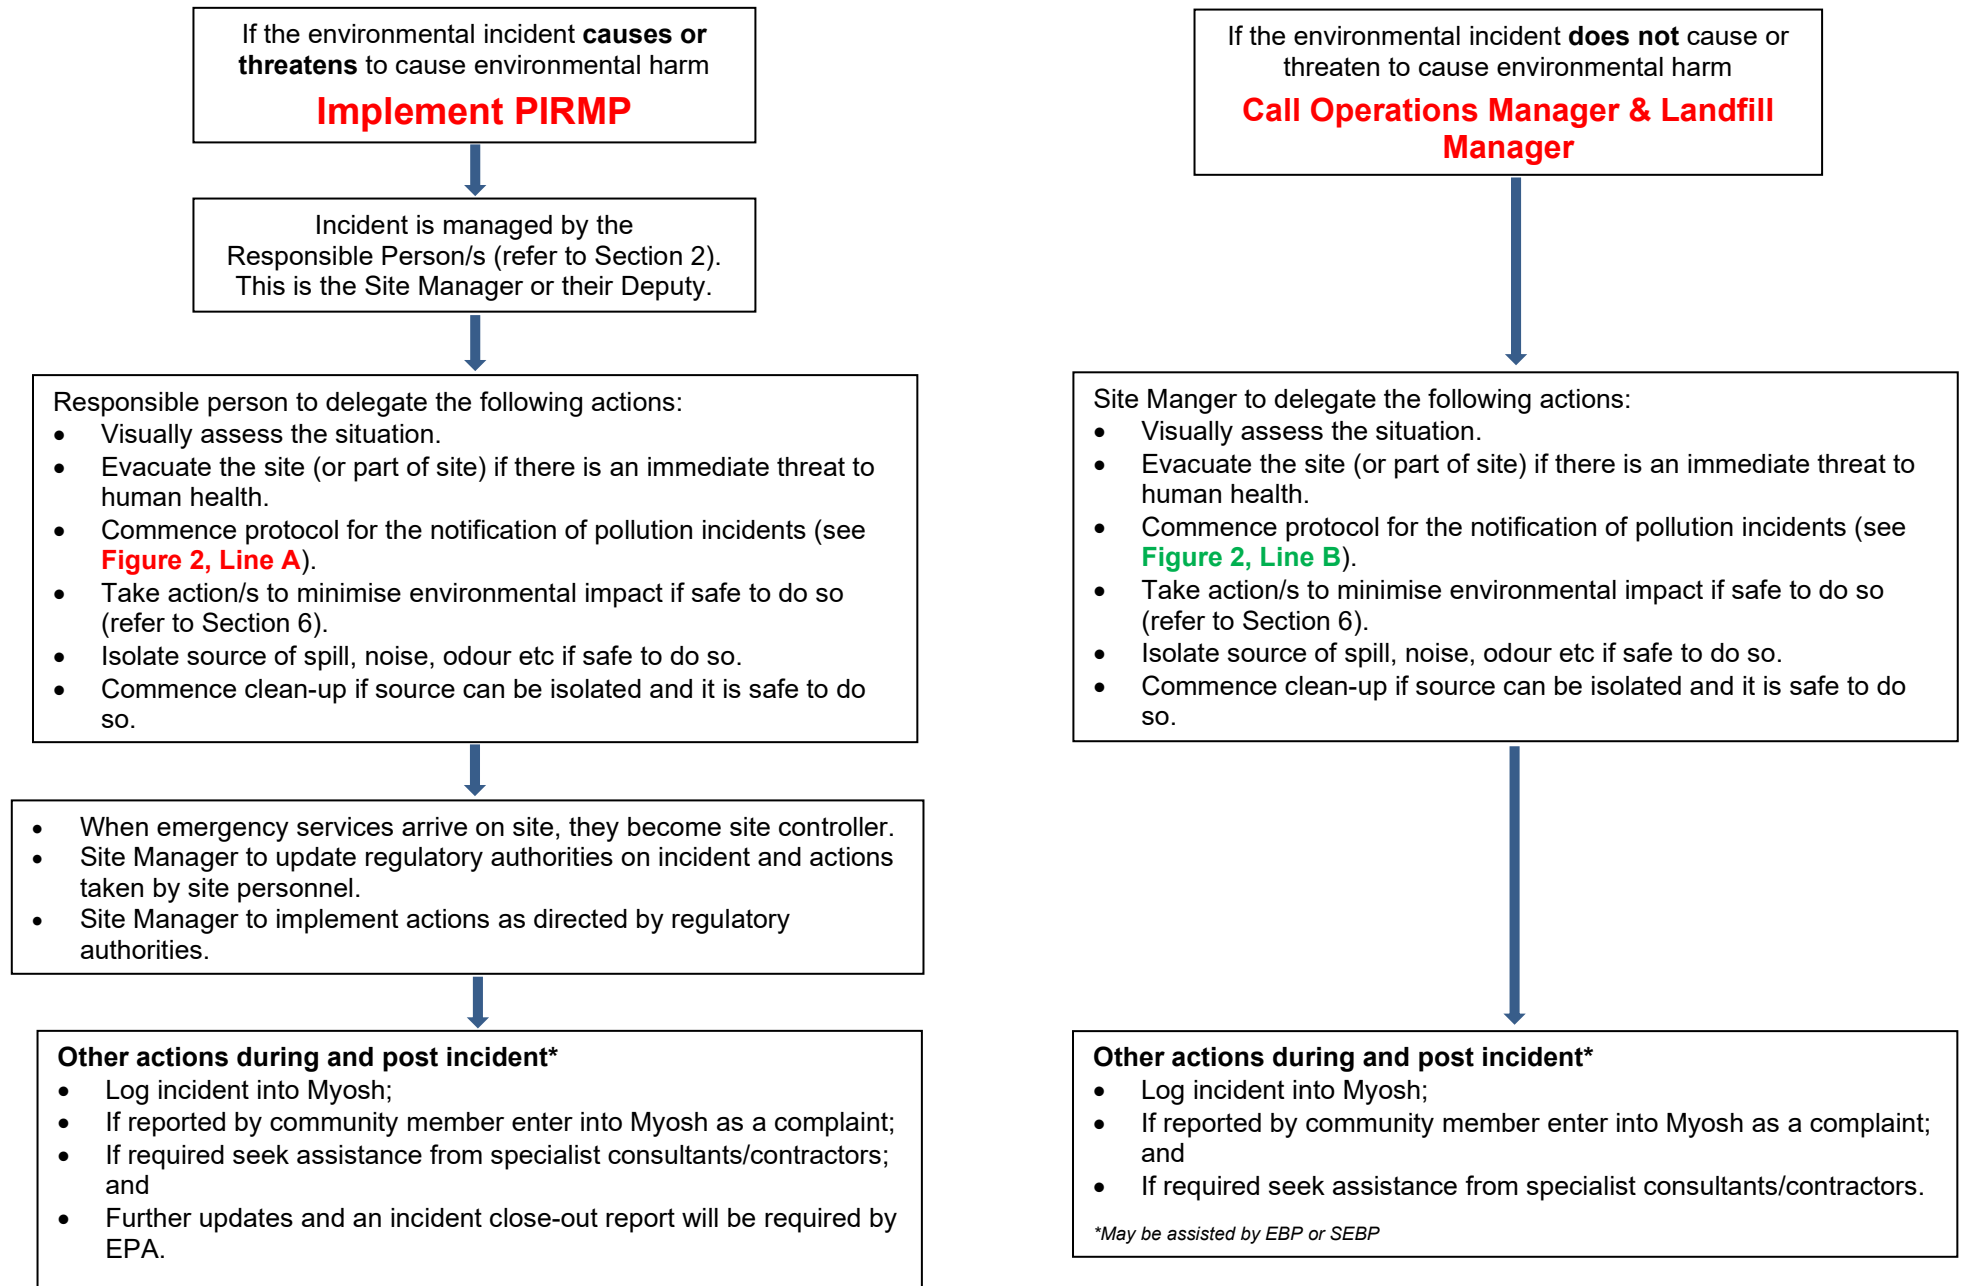 If the environmental incident causes or
threatens to cause environmental harm
Implement PIRMP
Incident is managed by the
Responsible Person/s (refer to Section 2).
This is the Site Manager or their Deputy.
Responsible person to delegate the following actions:
• Visually assess the situation.
• Evacuate the site (or part of site) if there is an immediate threat to
human health.
• Commence protocol for the notification of pollution incidents (see
Figure 2, Line A).
• Take action/s to minimise environmental impact if safe to do so
(refer to Section 6).
• Isolate source of spill, noise, odour etc if safe to do so.
• Commence clean-up if source can be isolated and it is safe to do
so.
• When emergency services arrive on site, they become site controller.
• Site Manager to update regulatory authorities on incident and actions
taken by site personnel.
• Site Manager to implement actions as directed by regulatory
authorities.
Other actions during and post incident*
• Log incident into Myosh;
• If reported by community member enter into Myosh as a complaint;
• If required seek assistance from specialist consultants/contractors;
and
• Further updates and an incident close-out report will be required by
EPA.
If the environmental incident does not cause or
threaten to cause environmental harm
Call Operations Manager & Landfill
Manager
Site Manger to delegate the following actions:
• Visually assess the situation.
• Evacuate the site (or part of site) if there is an immediate threat to
human health.
• Commence protocol for the notification of pollution incidents (see
Figure 2, Line B).
• Take action/s to minimise environmental impact if safe to do so
(refer to Section 6).
• Isolate source of spill, noise, odour etc if safe to do so.
• Commence clean-up if source can be isolated and it is safe to do
so.
Other actions during and post incident*
• Log incident into Myosh;
• If reported by community member enter into Myosh as a complaint;
and
• If required seek assistance from specialist consultants/contractors.
*May be assisted by EBP or SEBP